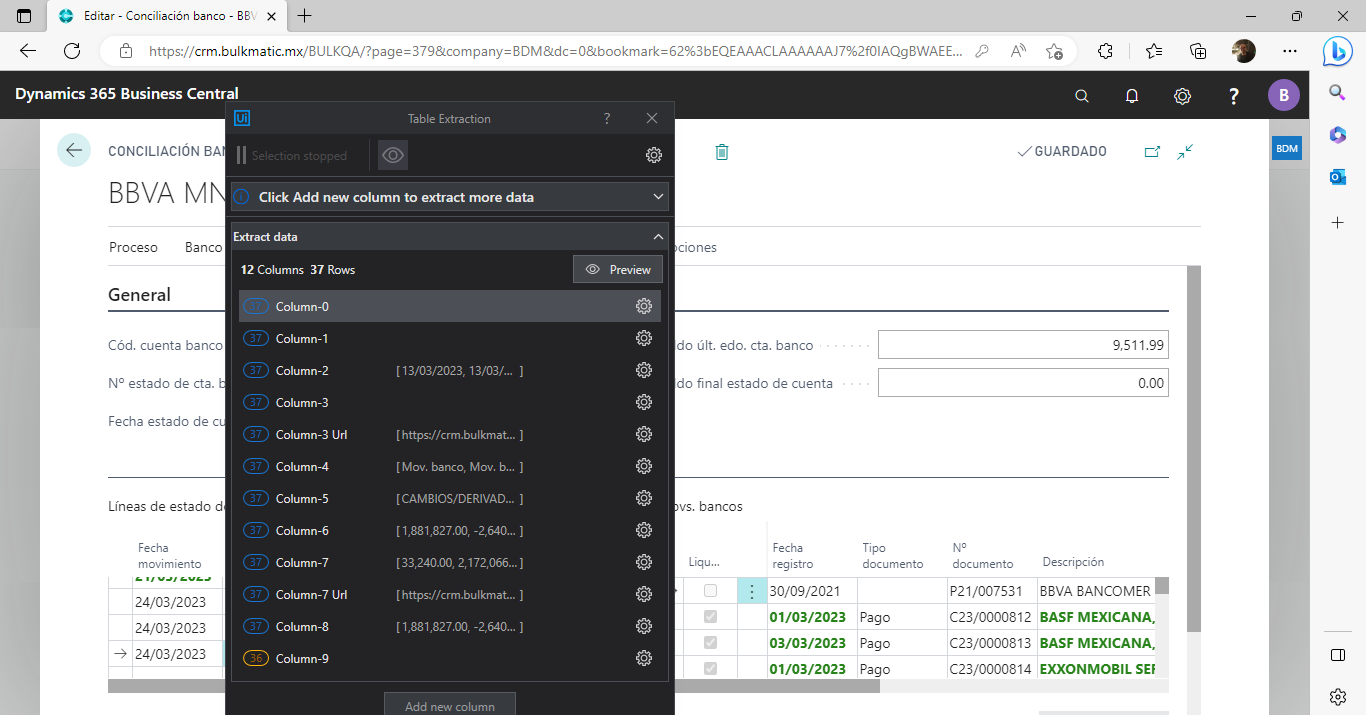 Editar - Conciliación banco - BBV
https://crm.bulkmatic.mx/BULKQA/?page=379&company=BDM&dc=0&bookmark=62%3bEQEAAACLAAAAAAJ7%2f0IAQgBWAEE...
Dynamics 365 Business Central
B
CONCILIACIÓN BAN
GUARDADO
BDM
BBVA MN
Proceso Banco
pciones
General
Cód. cuenta banco
ldo últ. edo. cta. banco
9,511.99
Nº estado de cta. b
ldo final estado de cuenta
0.00
Fecha estado de cu
Líneas de estado de
ovs. bancos
Fecha movimiento
21/03/2023
24/03/2023
24/03/2023
24/03/2023
Liqu... Fecha registro Tipo documento Nº documento Descripción
30/09/2021 P21/007531 BBVA BANCOMER
01/03/2023 Pago C23/0000812 BASF MEXICANA,
03/03/2023 Pago C23/0000813 BASF MEXICANA,
01/03/2023 Pago C23/0000814 EXXONMOBIL SER
Ui Table Extraction ?
Selection stopped
Click Add new column to extract more data
Extract data
12 Columns 37 Rows Preview
37 Column-0
37 Column-1
37 Column-2 [13/03/2023, 13/03/... ]
37 Column-3
37 Column-3 Url [https://crm.bulkmat... ]
37 Column-4 [Mov. banco, Mov. b... ]
37 Column-5 [CAMBIOS/DERIVAD... ]
37 Column-6 [1,881,827.00, -2,640... ]
37 Column-7 [33,240.00, 2,172,066...]
37 Column-7 Url [https://crm.bulkmat... ]
37 Column-8 [1,881,827.00, -2,640... ]
36 Column-9
Add new column